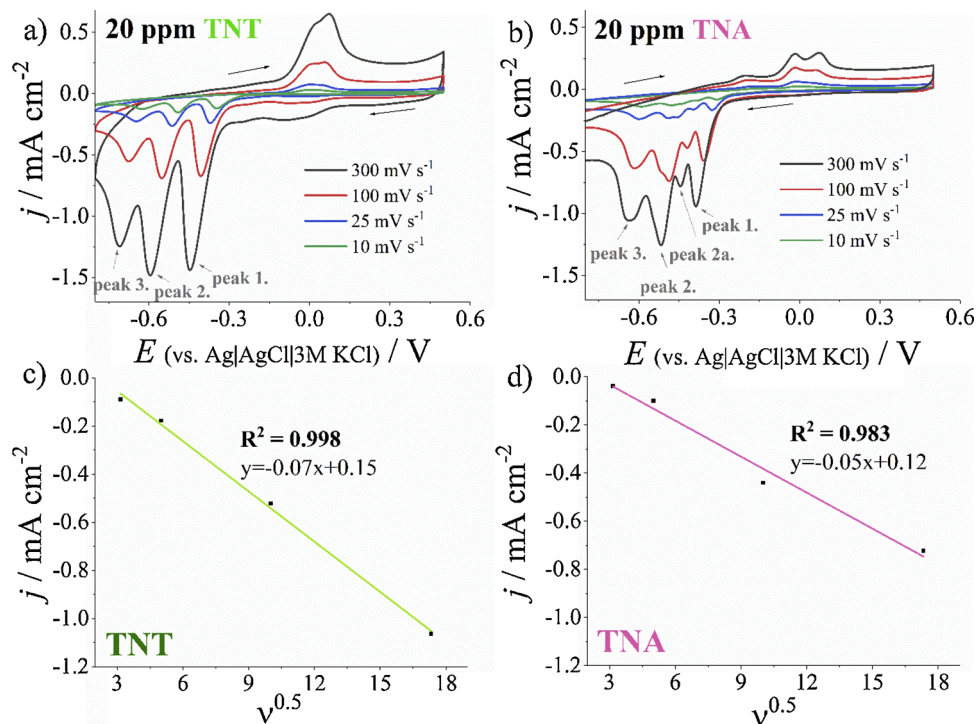 a)
20 ppm TNT
0.5
0.0
-0.5
-1.0
-1.5
j / mA cm-2
300 mV s-1
100 mV s-1
25 mV s-1
10 mV s-1
peak 3.
peak 2.
peak 1.
-0.6
-0.3
0.0
0.3
0.6
E (vs. Ag|AgCl|3M KCl) / V
b)
20 ppm TNA
0.5
0.0
-0.5
-1.0
-1.5
j / mA cm-2
300 mV s-1
100 mV s-1
25 mV s-1
10 mV s-1
peak 1.
peak 2a.
peak 3.
peak 2.
-0.6
-0.3
0.0
0.3
0.6
E (vs. Ag|AgCl|3M KCl) / V
c)
0.0
-0.2
-0.4
-0.6
-0.8
-1.0
-1.2
j / mA cm-2
R2 = 0.998
y=-0.07x+0.15
TNT
3
6
9
12
15
18
ν0.5
d)
0.0
-0.2
-0.4
-0.6
-0.8
-1.0
-1.2
j / mA cm-2
R2 = 0.983
y=-0.05x+0.12
TNA
3
6
9
12
15
18
ν0.5